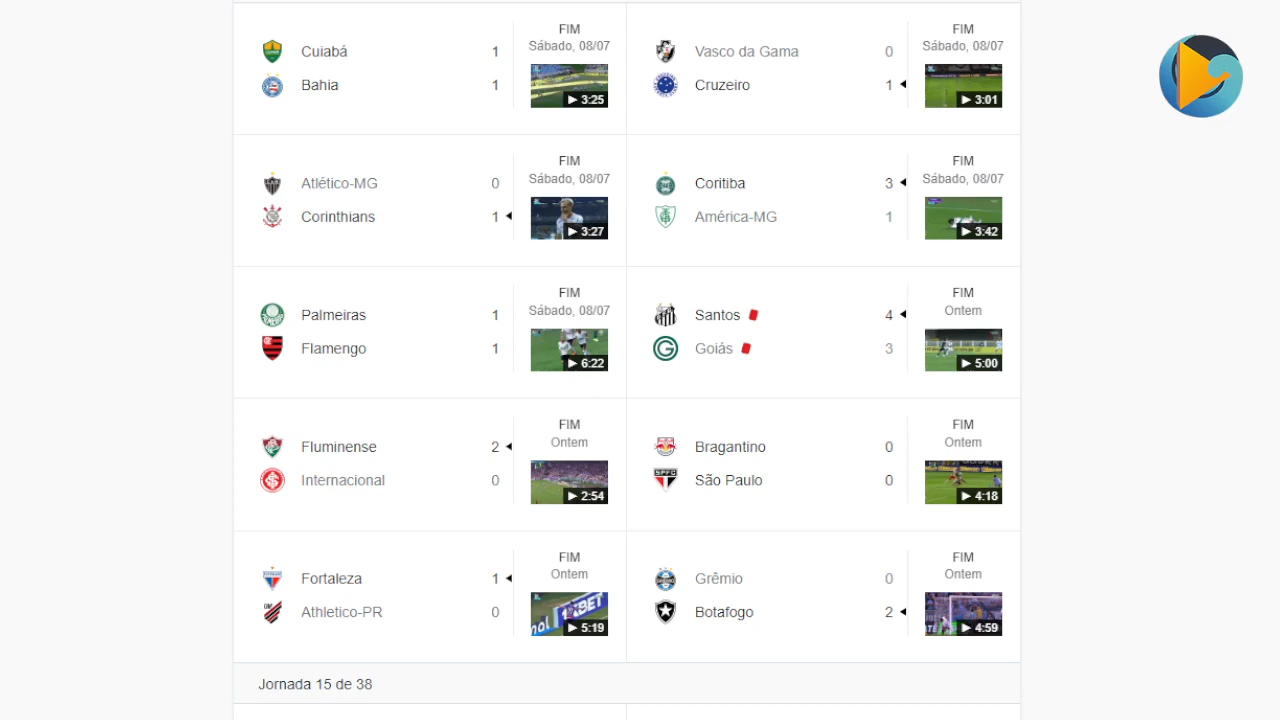 FIM
Cuiabá 1 Sábado, 08/07
Bahia 1
3:25
FIM
Vasco da Gama 0 Sábado, 08/07
Cruzeiro 1
3:01
FIM
Atlético-MG 0 Sábado, 08/07
Corinthians 1
3:27
FIM
Coritiba 3 Sábado, 08/07
América-MG 1
3:42
FIM
Palmeiras 1 Sábado, 08/07
Flamengo 1
6:22
FIM
Santos 4 Ontem
Goiás 3
5:00
FIM
Fluminense 2 Ontem
Internacional 0
2:54
FIM
Bragantino 0 Ontem
São Paulo 0
SPFC
4:18
FIM
Fortaleza 1 Ontem
Athletico-PR 0
5:19
FIM
Grêmio 0 Ontem
Botafogo 2
4:59
Jornada 15 de 38